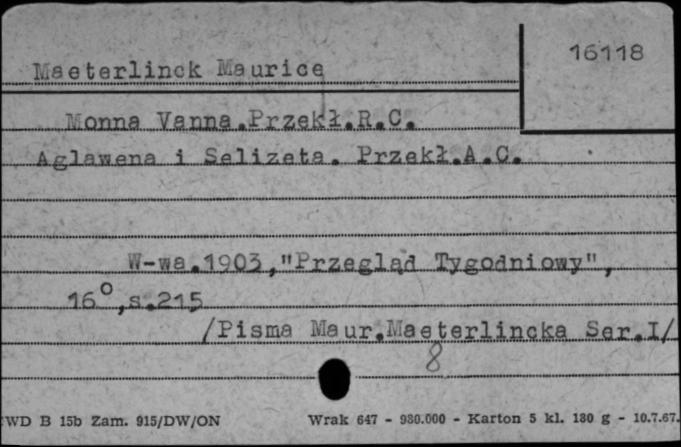 16118
Maeterlinck Maurice
Monna Vanna.Przekł.R.C.
Aglawena i Selizeta. Przekł.A.C.
W-wa.1903,"Przegląd Tygodniowy",
16°,s.215
/Pisma Maur.Maeterlincka Ser.I/
8
WD B 15b Zam. 915/DW/ON Wrak 647 - 980.000 - Karton 5 kl. 180 g - 10.7.67.